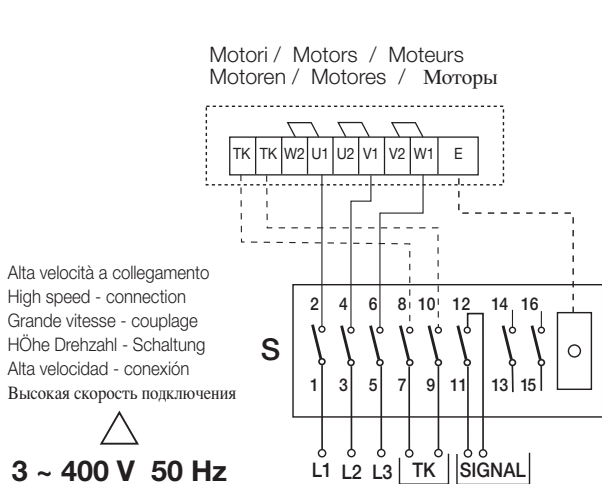 Motori / Motors / Moteurs
Motoren / Motores / Моторы
TK TK W2 U1 U2 V1 V2 W1 E
Alta velocità a collegamento
High speed - connection
Grande vitesse - couplage
HÖhe Drehzahl - Schaltung
Alta velocidad - conexión
Высокая скорость подключения
3 ~ 400 V 50 Hz
S
2 4 6 8 10 12 14 16
1 3 5 7 9 11 13 15
L1 L2 L3 TK SIGNAL